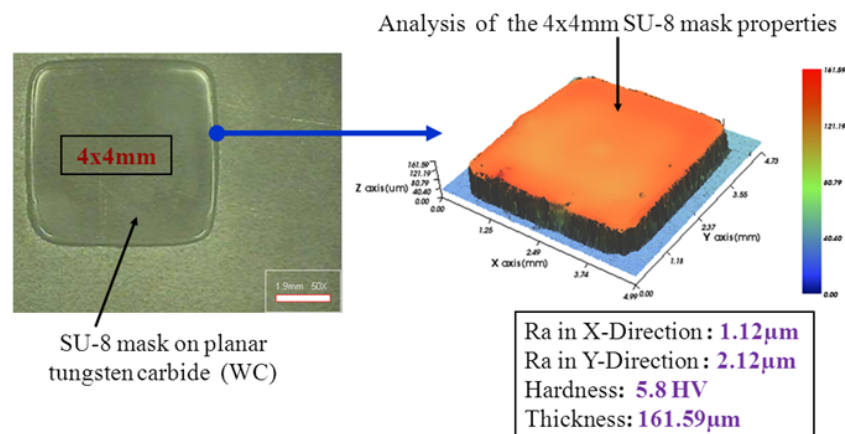 Analysis of the 4x4mm SU-8 mask properties
4x4mm
1.9mm 50X
SU-8 mask on planar
tungsten carbide (WC)
161.59
121.19
80.79
40.40
0.00
Z axis(um)
0.00
1.25
2.49
3.74
4.99
X axis(mm)
0.00
1.18
2.37
3.55
4.73
Y axis(mm)
161.59
121.19
80.79
40.40
0.00
Ra in X-Direction : 1.12µm
Ra in Y-Direction : 2.12µm
Hardness: 5.8 HV
Thickness: 161.59µm